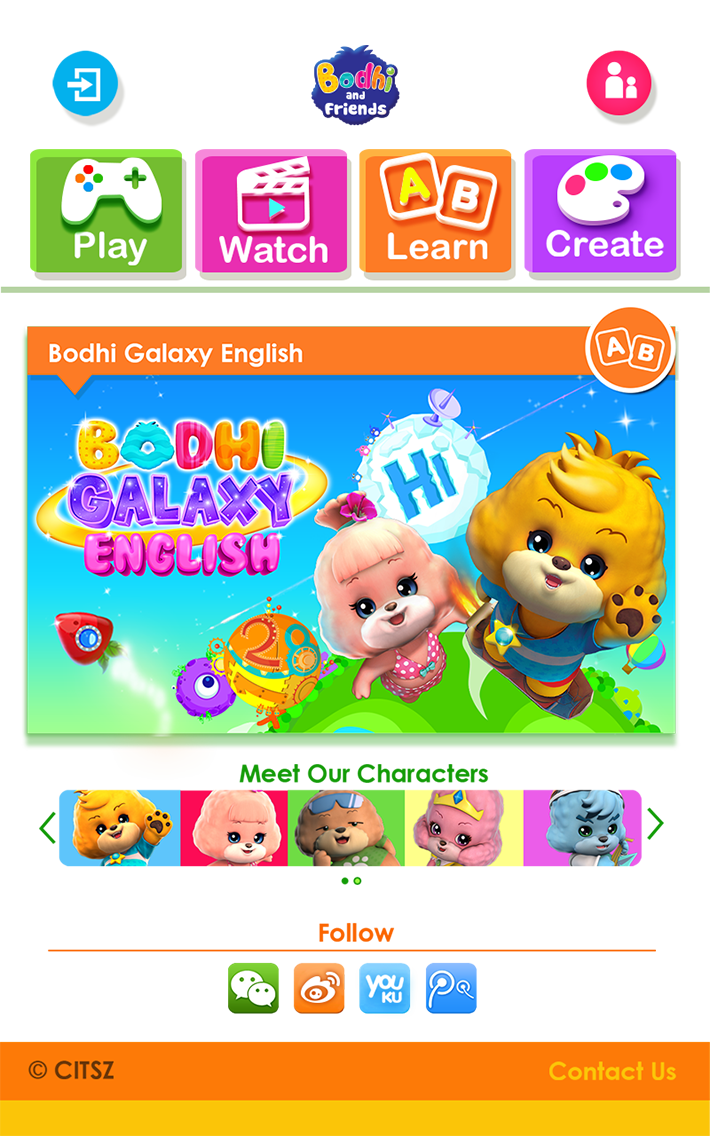 Bodhi
and
Friends
Play
Watch
A B
Learn
Create
Bodhi Galaxy English
A B
BODHI
GALAXY
ENGLISH
Hi
28
Meet Our Characters
Follow
YOU
KU
© CITSZ
Contact Us